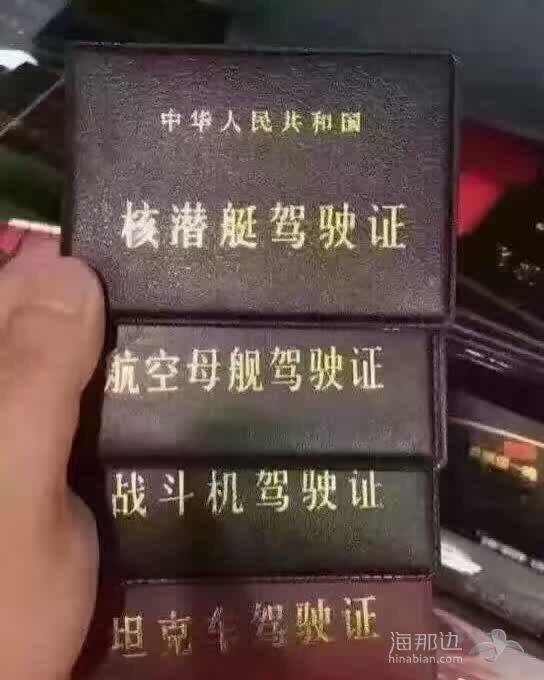 中华人民共和国
核潜艇驾驶证
航空母舰驾驶证
战斗机驾驶证
坦克车驾驶证
海那边
hinabian.com